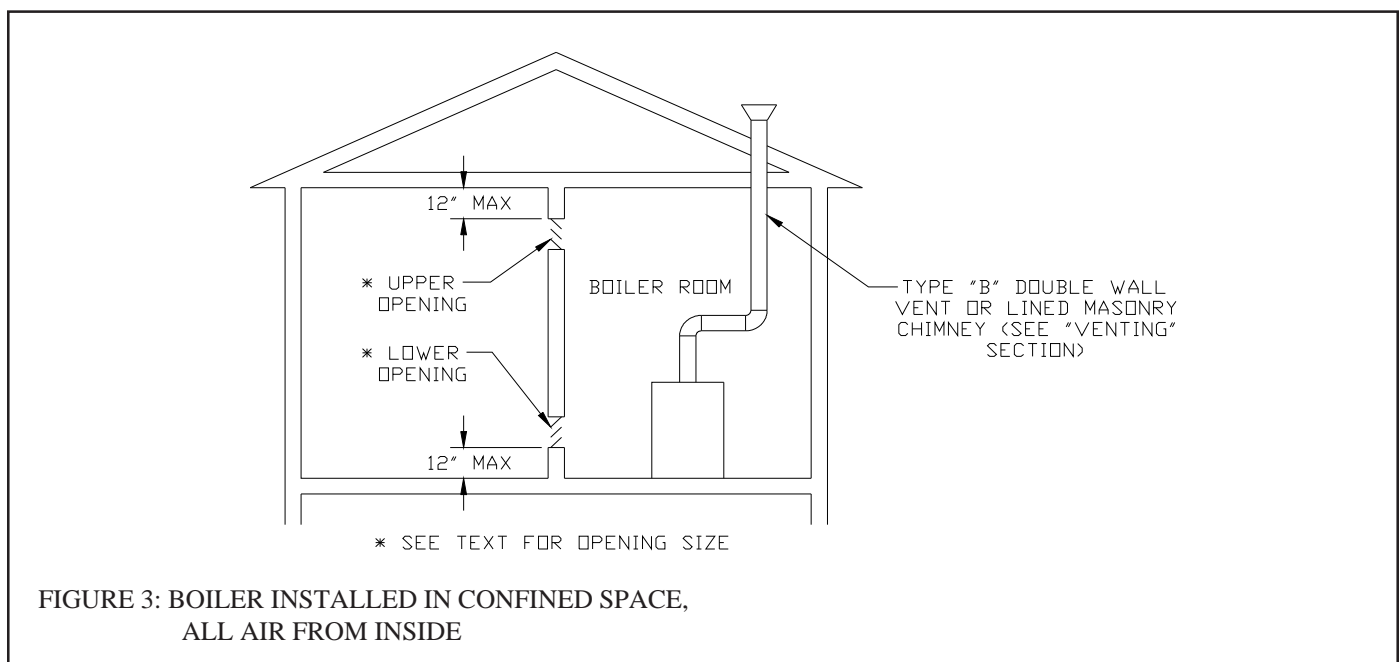 12" MAX
* UPPER
OPENING
BOILER ROOM
TYPE "B" DOUBLE WALL
VENT OR LINED MASONRY
CHIMNEY (SEE "VENTING"
SECTION)
* LOWER
OPENING
12" MAX
* SEE TEXT FOR OPENING SIZE
FIGURE 3: BOILER INSTALLED IN CONFINED SPACE,
ALL AIR FROM INSIDE